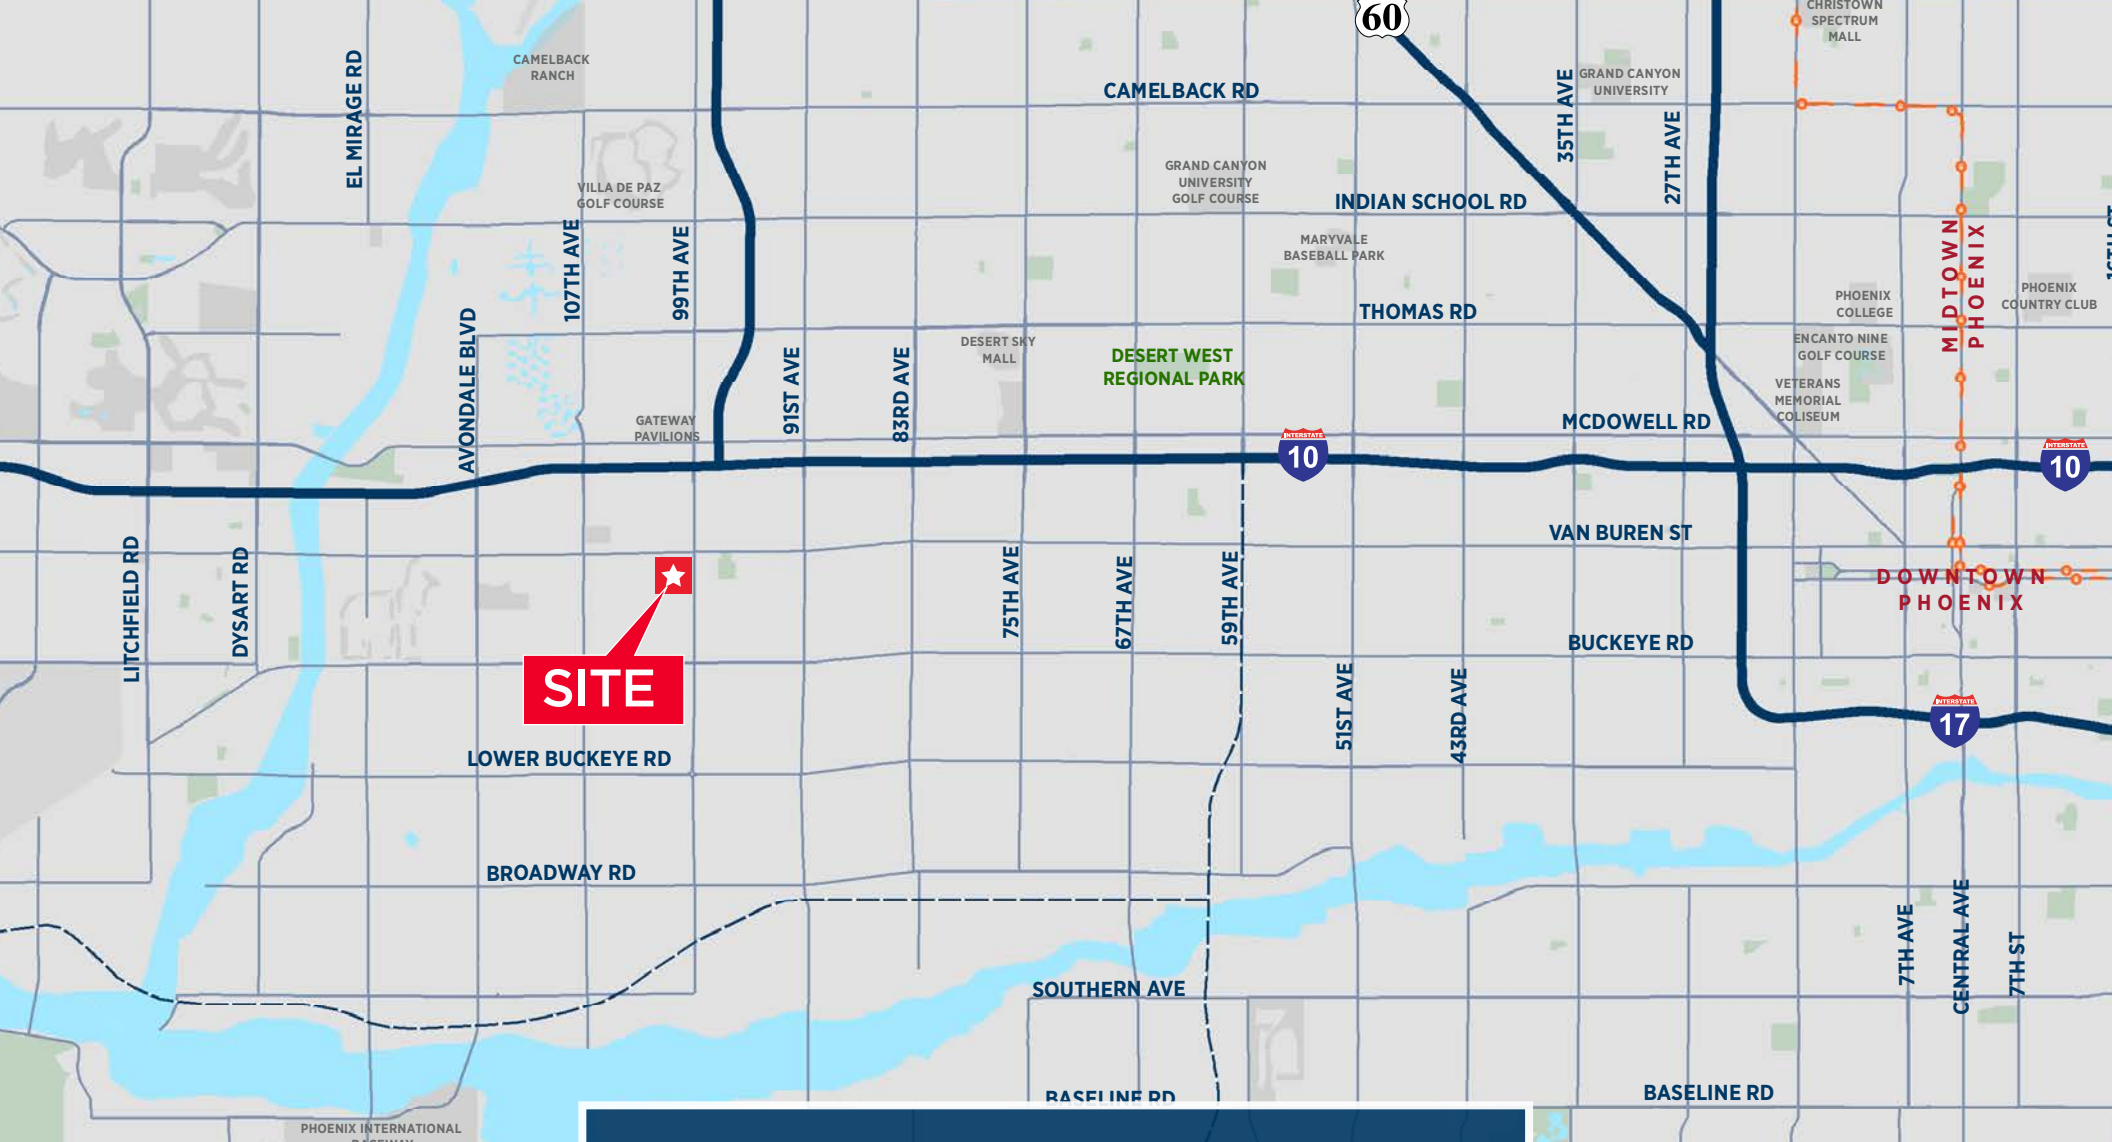 60
CHRISTOWN
SPECTRUM
MALL
CAMELBACK
RANCH
EL MIRAGE RD
CAMELBACK RD
35TH AVE
GRAND CANYON
UNIVERSITY
27TH AVE
VILLA DE PAZ
GOLF COURSE
GRAND CANYON
UNIVERSITY
GOLF COURSE
INDIAN SCHOOL RD
107TH AVE
99TH AVE
MARYVALE
BASEBALL PARK
MIDTOWN
PHOENIX
PHOENIX
COLLEGE
PHOENIX
COUNTRY CLUB
THOMAS RD
AVONDALE BLVD
91ST AVE
83RD AVE
DESERT SKY
MALL
DESERT WEST
REGIONAL PARK
ENCANTO NINE
GOLF COURSE
VETERANS
MEMORIAL
COLISEUM
GATEWAY
PAVILIONS
MCDOWELL RD
INTERSTATE
10
INTERSTATE
10
LITCHFIELD RD
DYSART RD
VAN BUREN ST
75TH AVE
67TH AVE
59TH AVE
DOWNTOWN
PHOENIX
SITE
BUCKEYE RD
51ST AVE
43RD AVE
INTERSTATE
17
LOWER BUCKEYE RD
BROADWAY RD
7TH AVE
CENTRAL AVE
7TH ST
SOUTHERN AVE
BASELINE RD
BASELINE RD
PHOENIX INTERNATIONAL